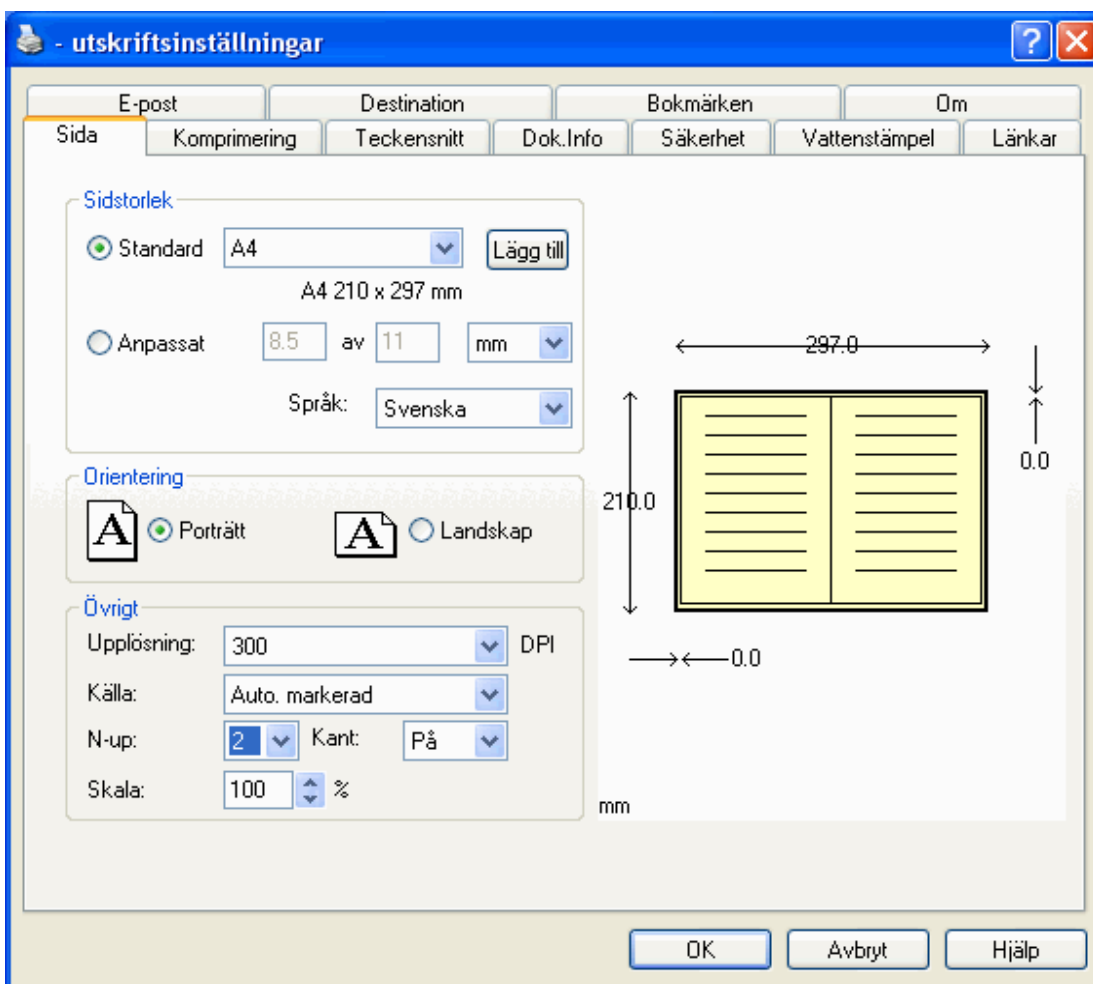 - utskriftsinställningar
E-post Destination Bokmärken Om
Sida Komprimering Teckensnitt Dok.Info Säkerhet Vattenstämpel Länkar
Sidstorlek
Standard A4 Lägg till
A4 210 x 297 mm
Anpassat 8.5 av 11 mm
Språk: Svenska
297.0
0.0
210.0
0.0
mm
Orientering
A Porträtt A Landskap
Övrigt
Upplösning: 300 DPI
Källa: Auto. markerad
N-up: 2 Kant: På
Skala: 100 %
OK Avbryt Hjälp